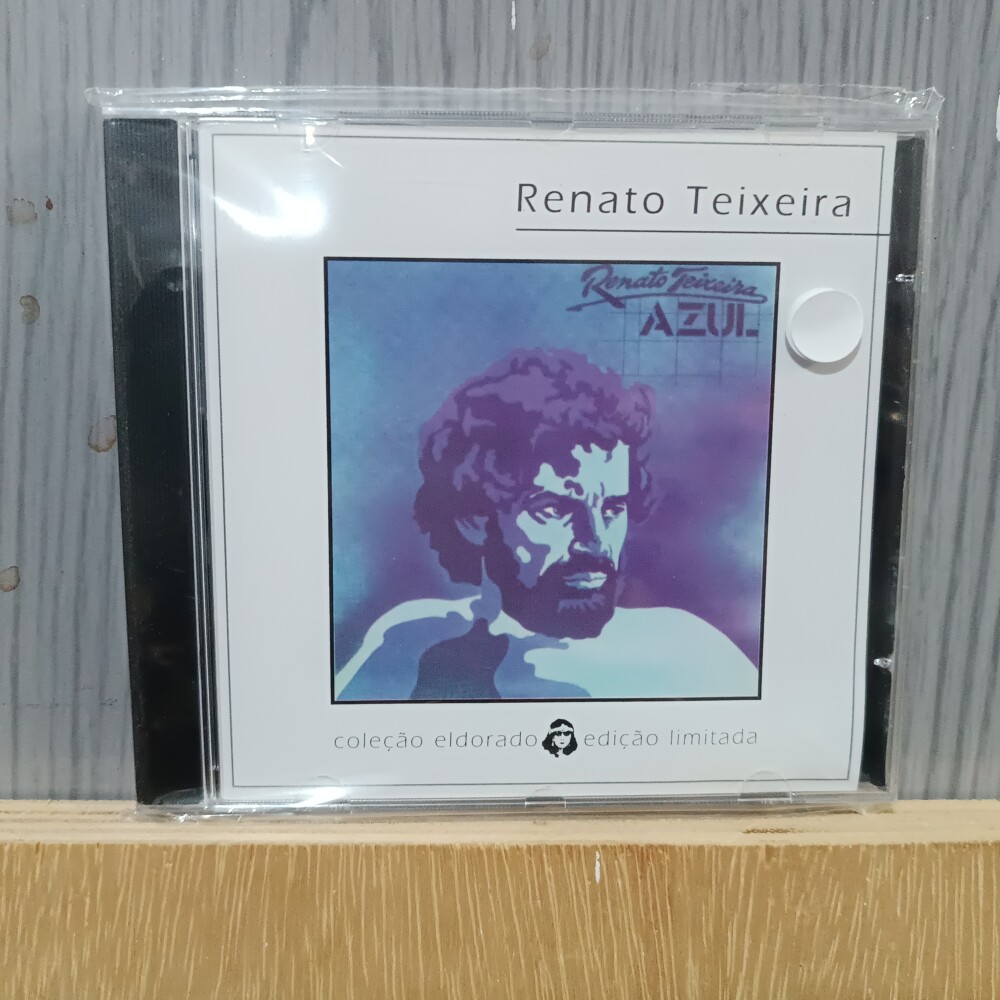 Renato Teixeira
Renato Teixeira
AZUL
coleção eldorado edição limitada